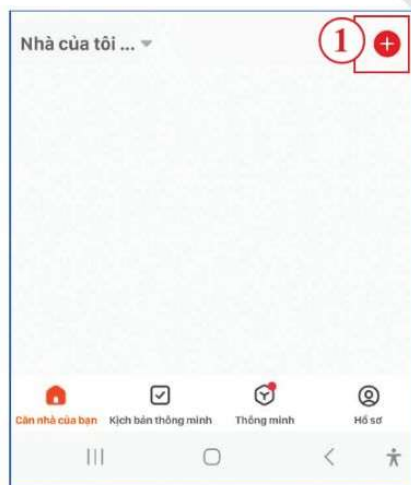 Nhà của tôi ...
1
Căn nhà của bạn Kịch bản thông minh Thông minh Hồ sơ